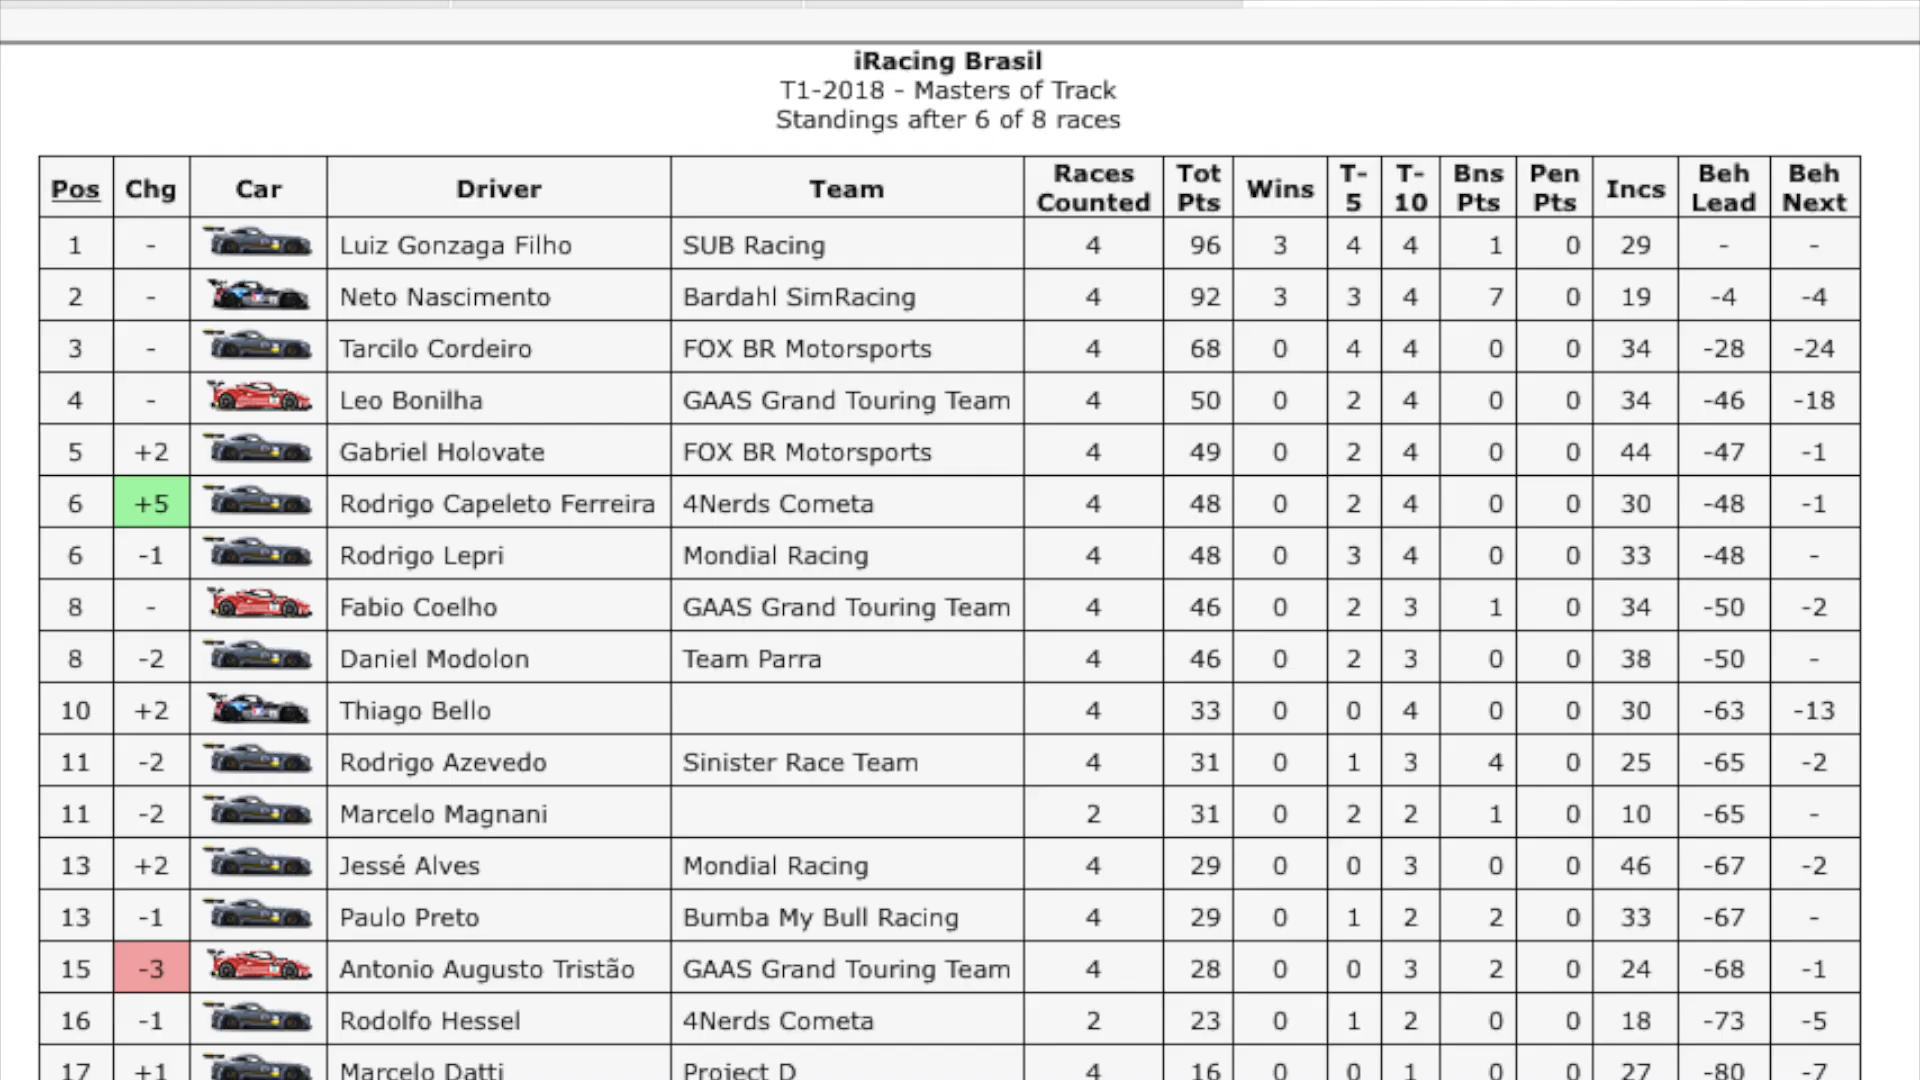 iRacing Brasil
T1-2018 - Masters of Track
Standings after 6 of 8 races
Pos Chg Car Driver Team Races Counted Tot Pts Wins T-5 T-10 Bns Pts Pen Pts Incs Beh Lead Beh Next
1 - Luiz Gonzaga Filho SUB Racing 4 96 3 4 4 1 0 29 - -
2 - Neto Nascimento Bardahl SimRacing 4 92 3 3 4 7 0 19 -4 -4
3 - Tarcilo Cordeiro FOX BR Motorsports 4 68 0 4 4 0 0 34 -28 -24
4 - Leo Bonilha GAAS Grand Touring Team 4 50 0 2 4 0 0 34 -46 -18
5 +2 Gabriel Holovate FOX BR Motorsports 4 49 0 2 4 0 0 44 -47 -1
6 +5 Rodrigo Capeleto Ferreira 4Nerds Cometa 4 48 0 2 4 0 0 30 -48 -1
6 -1 Rodrigo Lepri Mondial Racing 4 48 0 3 4 0 0 33 -48 -
8 - Fabio Coelho GAAS Grand Touring Team 4 46 0 2 3 1 0 34 -50 -2
8 -2 Daniel Modolon Team Parra 4 46 0 2 3 0 0 38 -50 -
10 +2 Thiago Bello 4 33 0 0 4 0 0 30 -63 -13
11 -2 Rodrigo Azevedo Sinister Race Team 4 31 0 1 3 4 0 25 -65 -2
11 -2 Marcelo Magnani 2 31 0 2 2 1 0 10 -65 -
13 +2 Jessé Alves Mondial Racing 4 29 0 0 3 0 0 46 -67 -2
13 -1 Paulo Preto Bumba My Bull Racing 4 29 0 1 2 2 0 33 -67 -
15 -3 Antonio Augusto Tristão GAAS Grand Touring Team 4 28 0 0 3 2 0 24 -68 -1
16 -1 Rodolfo Hessel 4Nerds Cometa 2 23 0 1 2 0 0 18 -73 -5
17 +1 Marcelo Datti Project D 4 16 0 0 1 0 0 27 -80 -7